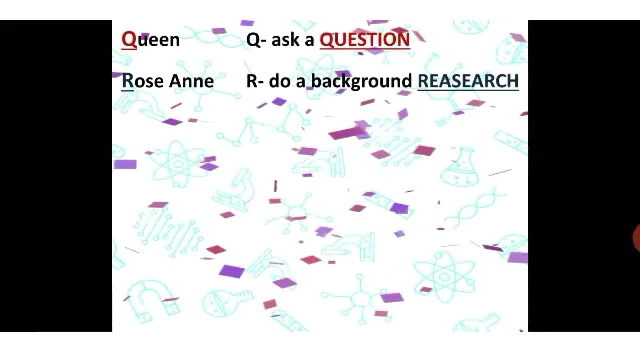 Queen Q- ask a QUESTION
Rose Anne R- do a background REASEARCH